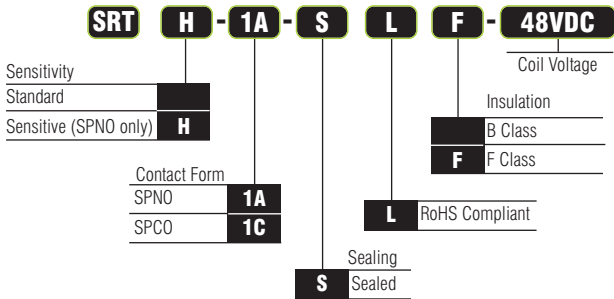 SRT H - 1A - S L F - 48VDC
Coil Voltage
Sensitivity
Standard
Sensitive (SPNO only) H
Insulation
B Class
F F Class
Contact Form
SPNO 1A
SPCO 1C
L RoHS Compliant
Sealing
S Sealed